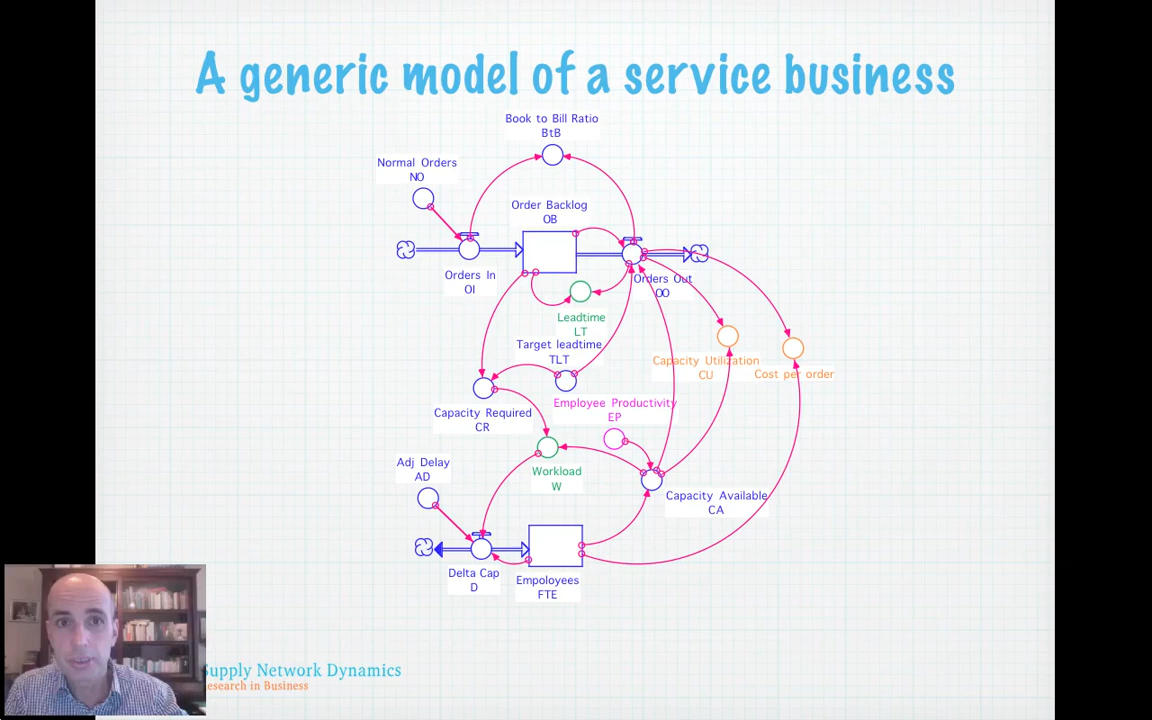 A generic model of a service business
Book to Bill Ratio
BtB
Normal Orders
NO
Order Backlog
OB
Orders In
OI
Orders Out
OO
Leadtime
LT
Target leadtime
TLT
Capacity Utilization
CU
Cost per order
Capacity Required
CR
Employee Productivity
EP
Adj Delay
AD
Workload
W
Capacity Available
CA
Delta Cap
D
Empoloyees
FTE
Supply Network Dynamics
esearch in Business